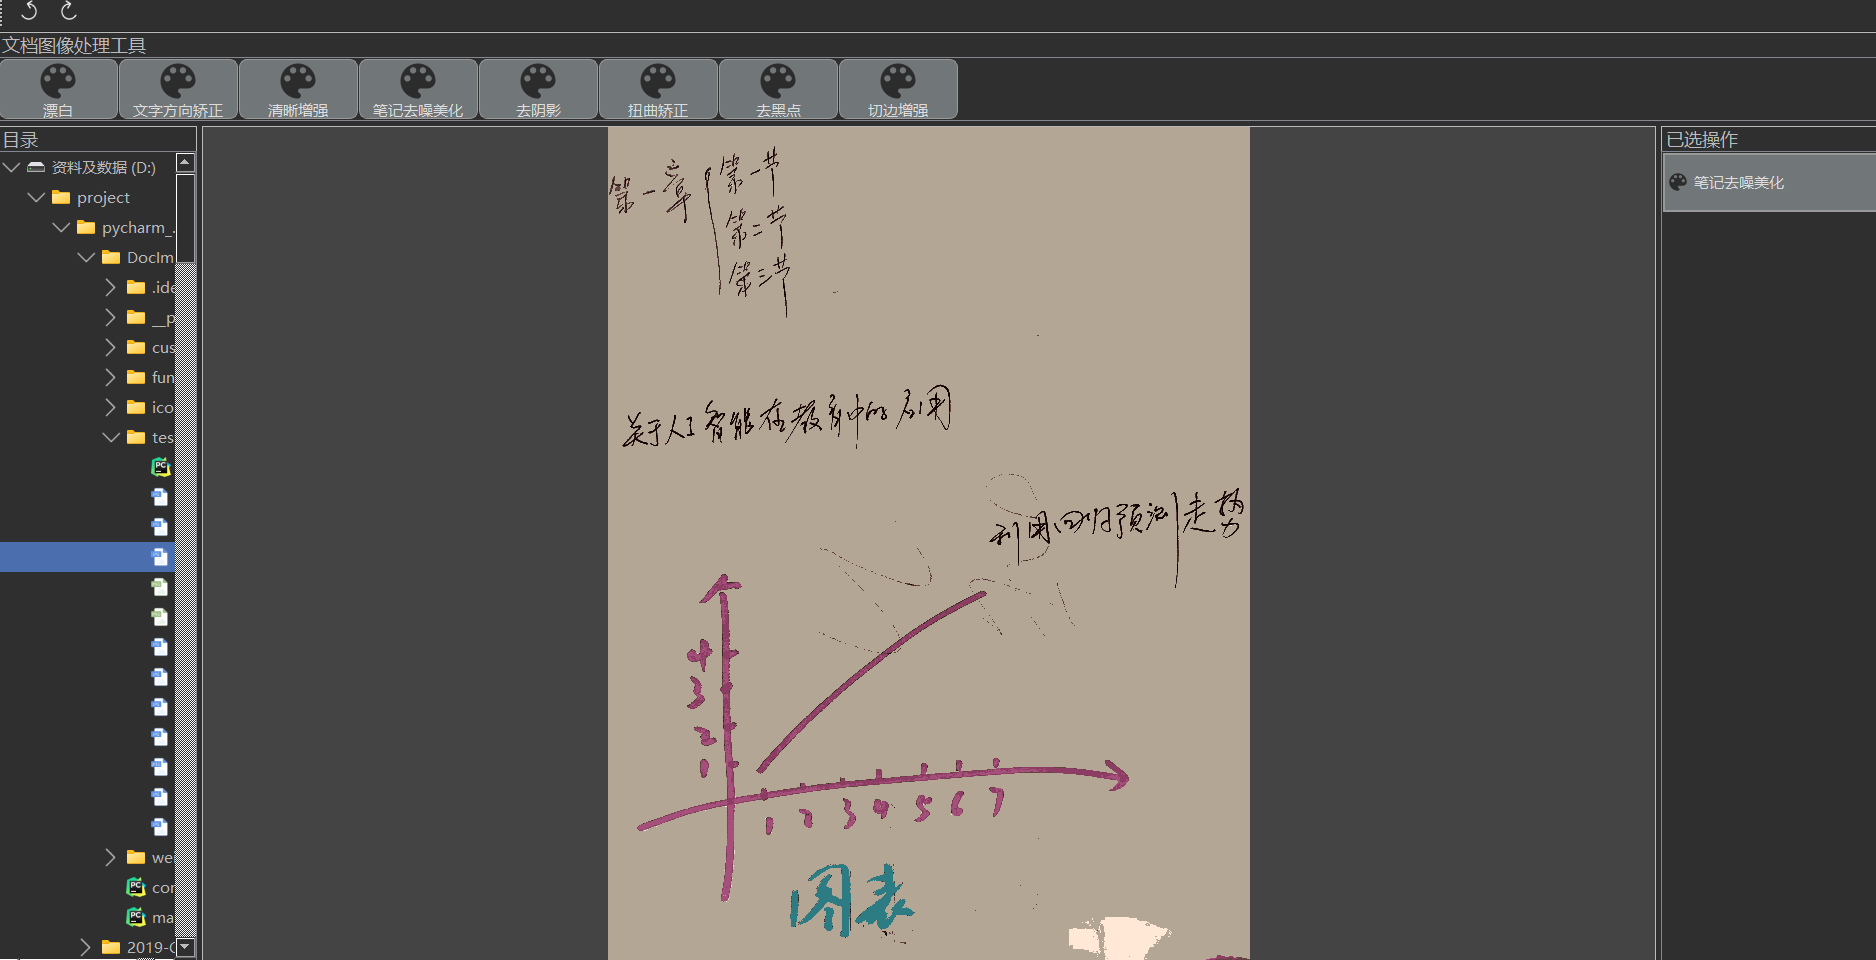 文档图像处理工具
漂白
文字方向矫正
清晰增强
笔记去噪美化
去阴影
扭曲矫正
去黑点
切边增强
目录
资料及数据 (D:)
project
pycharm_.
DocIm
.ide
__p
cus
fun
ico
tes
we
cor
ma
2019-C
第一章
第一节
第二节
第三节
关于人工智能在教育中的应用
利用回归预测走势
4
3
2
1
1 2 3 4 5 6 7
图表
已选操作
笔记去噪美化